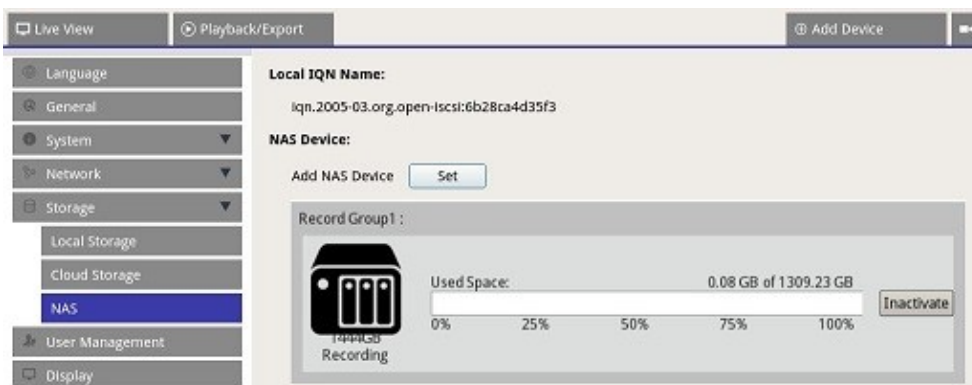 Live View
Playback/Export
Add Device
Language
General
System
Network
Storage
Local Storage
Cloud Storage
NAS
User Management
Display
Local IQN Name:
iqn.2005-03.org.open-iscsi:6b28ca4d35f3
NAS Device:
Add NAS Device Set
Record Group1 :
Used Space: 0.08 GB of 1309.23 GB
Inactivate
0% 25% 50% 75% 100%
1444GB
Recording